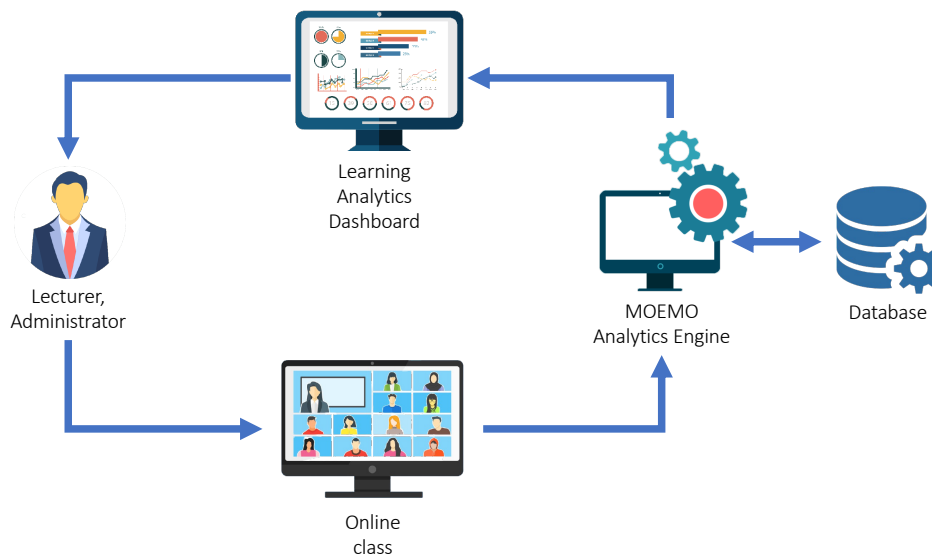 Learning
Analytics
Dashboard
Lecturer,
Administrator
MOEMO
Analytics Engine
Database
Online
class